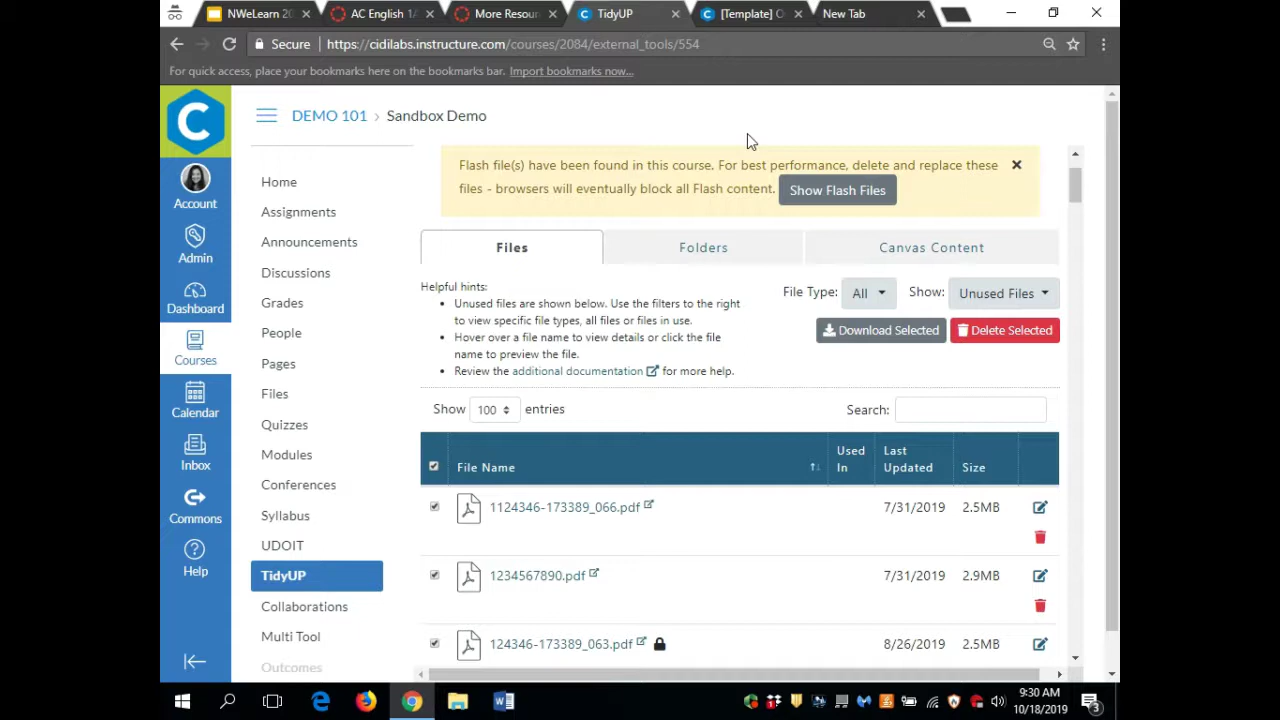 NWeLearn 20
AC English 1A
More Resour
TidyUP
[Template] O
New Tab
Secure
https://cidilabs.instructure.com/courses/2084/external_tools/554
For quick access, place your bookmarks here on the bookmarks bar. Import bookmarks now...
C
DEMO 101 › Sandbox Demo
Account
Admin
Dashboard
Courses
Calendar
Inbox
Commons
Help
Home
Assignments
Announcements
Discussions
Grades
People
Pages
Files
Quizzes
Modules
Conferences
Syllabus
UDOIT
TidyUP
Collaborations
Multi Tool
Outcomes
Flash file(s) have been found in this course. For best performance, delete and replace these
files - browsers will eventually block all Flash content. Show Flash Files
Files
Folders
Canvas Content
Helpful hints:
• Unused files are shown below. Use the filters to the right
to view specific file types, all files or files in use.
• Hover over a file name to view details or click the file
name to preview the file.
• Review the additional documentation for more help.
File Type: All Show: Unused Files
Download Selected Delete Selected
Show 100 entries
Search:
File Name
Used
In
Last
Updated
Size
1124346-173389_066.pdf 7/31/2019 2.5MB
1234567890.pdf 7/31/2019 2.9MB
124346-173389_063.pdf 8/26/2019 2.5MB
9:30 AM
10/18/2019
3